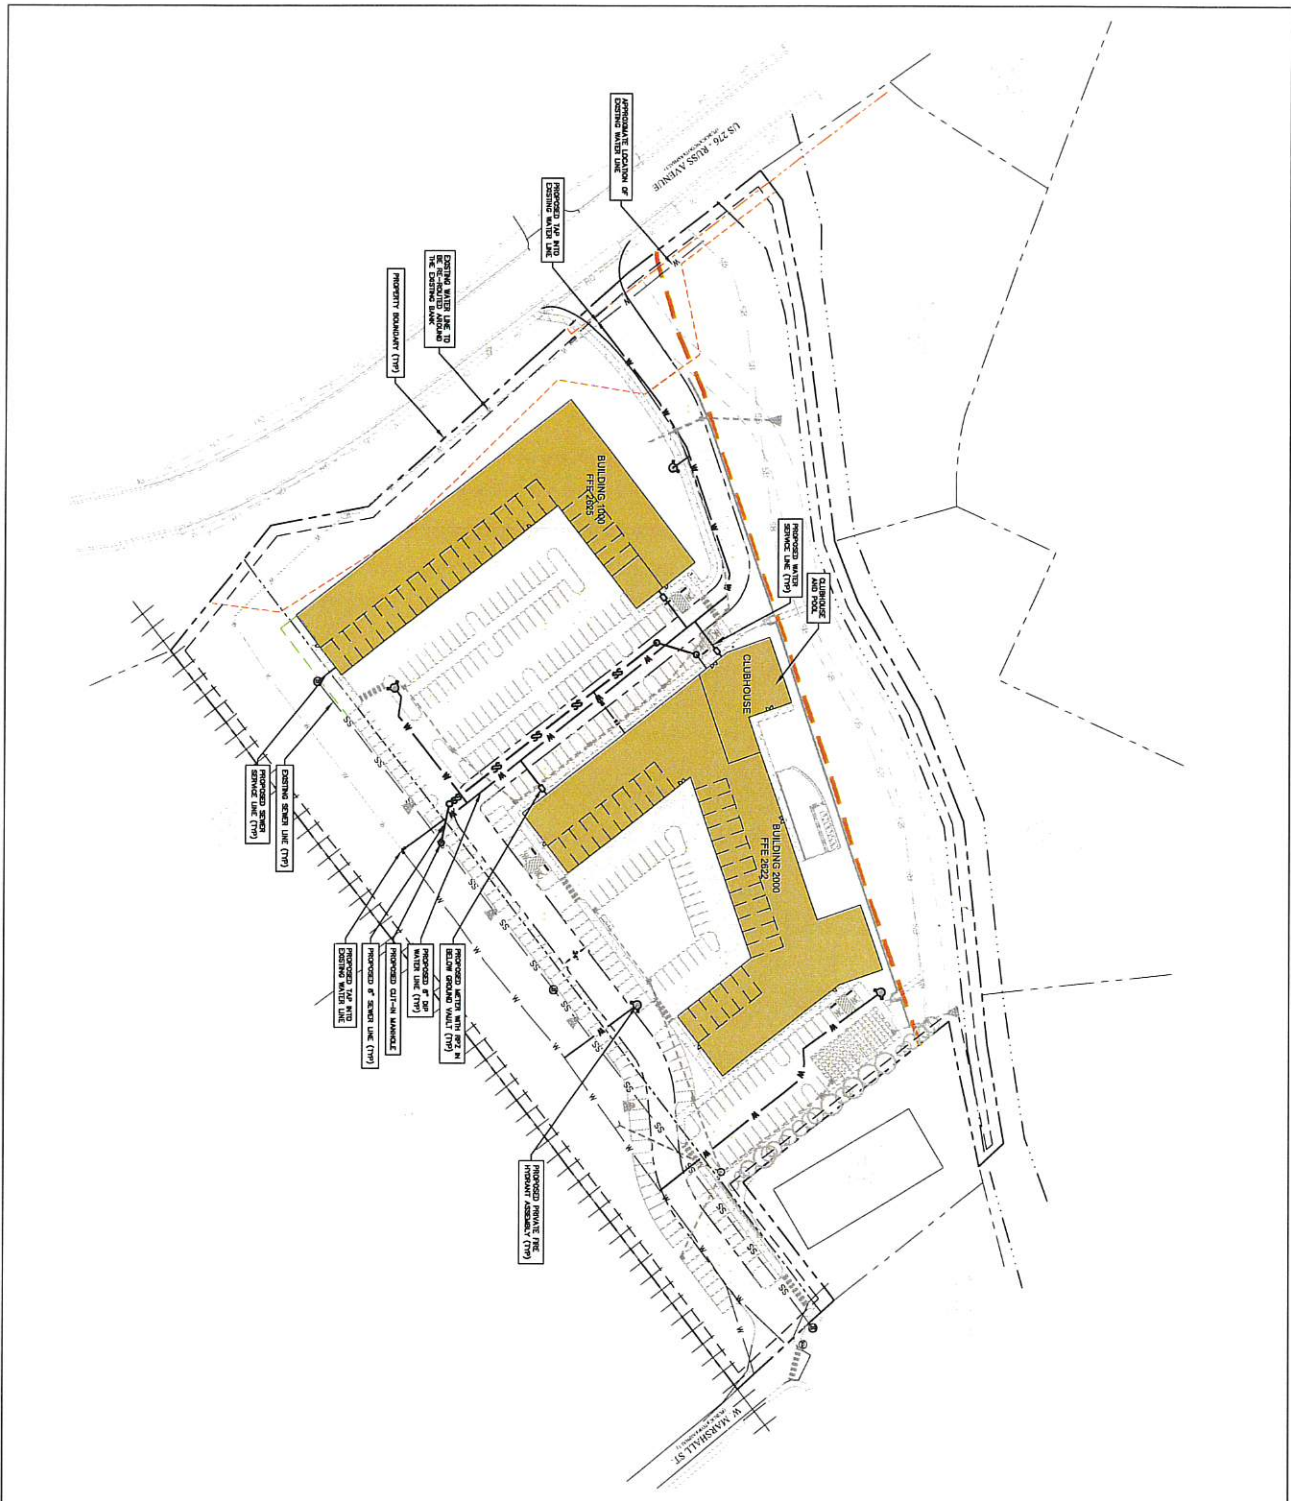 US 276 - RUSS AVENUE
APPROXIMATE LOCATION OF
EXISTING WATER LINE
PROPOSED TAP INTO
EXISTING WATER LINE
EXISTING WATER LINE TO
BE RE-ROUTED AROUND
THE EXISTING BANK
PROPERTY BOUNDARY (TYP)
BUILDING 1000
FFE 2625
PROPOSED WATER
SERVICE LINE (TYP)
CLUBHOUSE
AND POOL
CLUBHOUSE
BUILDING 2000
FFE 2622
EXISTING SEWER LINE (TYP)
PROPOSED SEWER
SERVICE LINE (TYP)
PROPOSED METER WITH RPZ IN
BELOW GROUND VAULT (TYP)
PROPOSED 8" DIP
WATER LINE (TYP)
PROPOSED CUT-IN MANHOLE
PROPOSED 8" SEWER LINE (TYP)
PROPOSED TAP INTO
EXISTING WATER LINE
PROPOSED PRIVATE FIRE
HYDRANT ASSEMBLY (TYP)
W. MARSHALL ST.